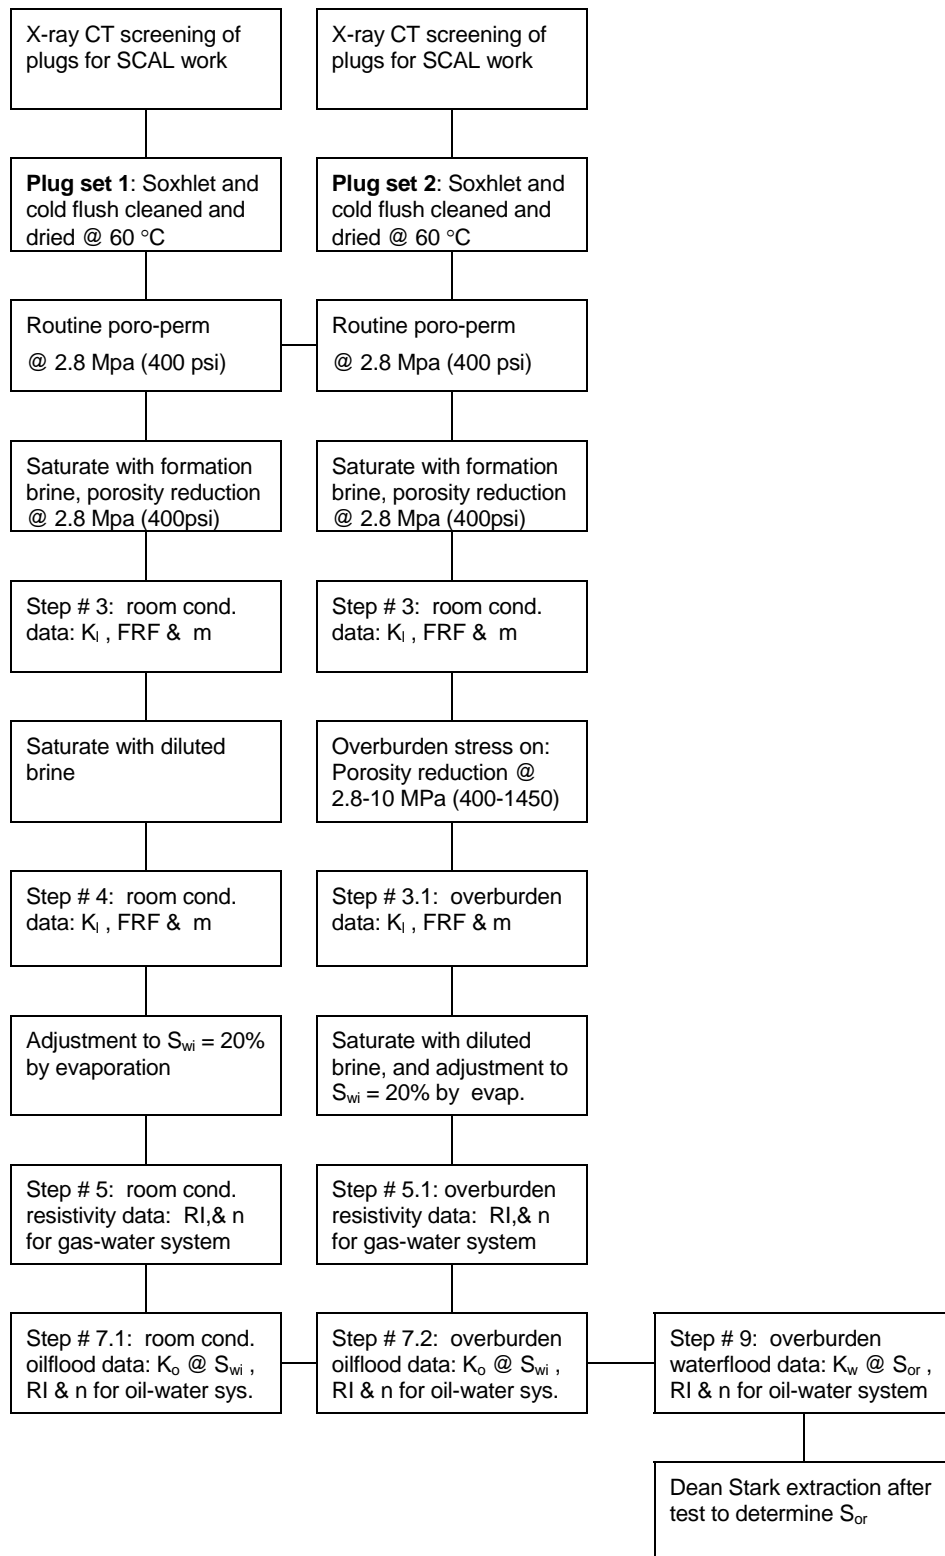 X-ray CT screening of
plugs for SCAL work
X-ray CT screening of
plugs for SCAL work
Plug set 1: Soxhlet and
cold flush cleaned and
dried @ 60 °C
Plug set 2: Soxhlet and
cold flush cleaned and
dried @ 60 °C
Routine poro-perm
@ 2.8 Mpa (400 psi)
Routine poro-perm
@ 2.8 Mpa (400 psi)
Saturate with formation
brine, porosity reduction
@ 2.8 Mpa (400psi)
Saturate with formation
brine, porosity reduction
@ 2.8 Mpa (400psi)
Step # 3: room cond.
data: Kl , FRF & m
Step # 3: room cond.
data: Kl , FRF & m
Saturate with diluted
brine
Overburden stress on:
Porosity reduction @
2.8-10 MPa (400-1450)
Step # 4: room cond.
data: Kl , FRF & m
Step # 3.1: overburden
data: Kl , FRF & m
Adjustment to Swi = 20%
by evaporation
Saturate with diluted
brine, and adjustment to
Swi = 20% by evap.
Step # 5: room cond.
resistivity data: RI,& n
for gas-water system
Step # 5.1: overburden
resistivity data: RI,& n
for gas-water system
Step # 7.1: room cond.
oilflood data: Ko @ Swi ,
RI & n for oil-water sys.
Step # 7.2: overburden
oilflood data: Ko @ Swi ,
RI & n for oil-water sys.
Step # 9: overburden
waterflood data: Kw @ Sor ,
RI & n for oil-water system
Dean Stark extraction after
test to determine Sor